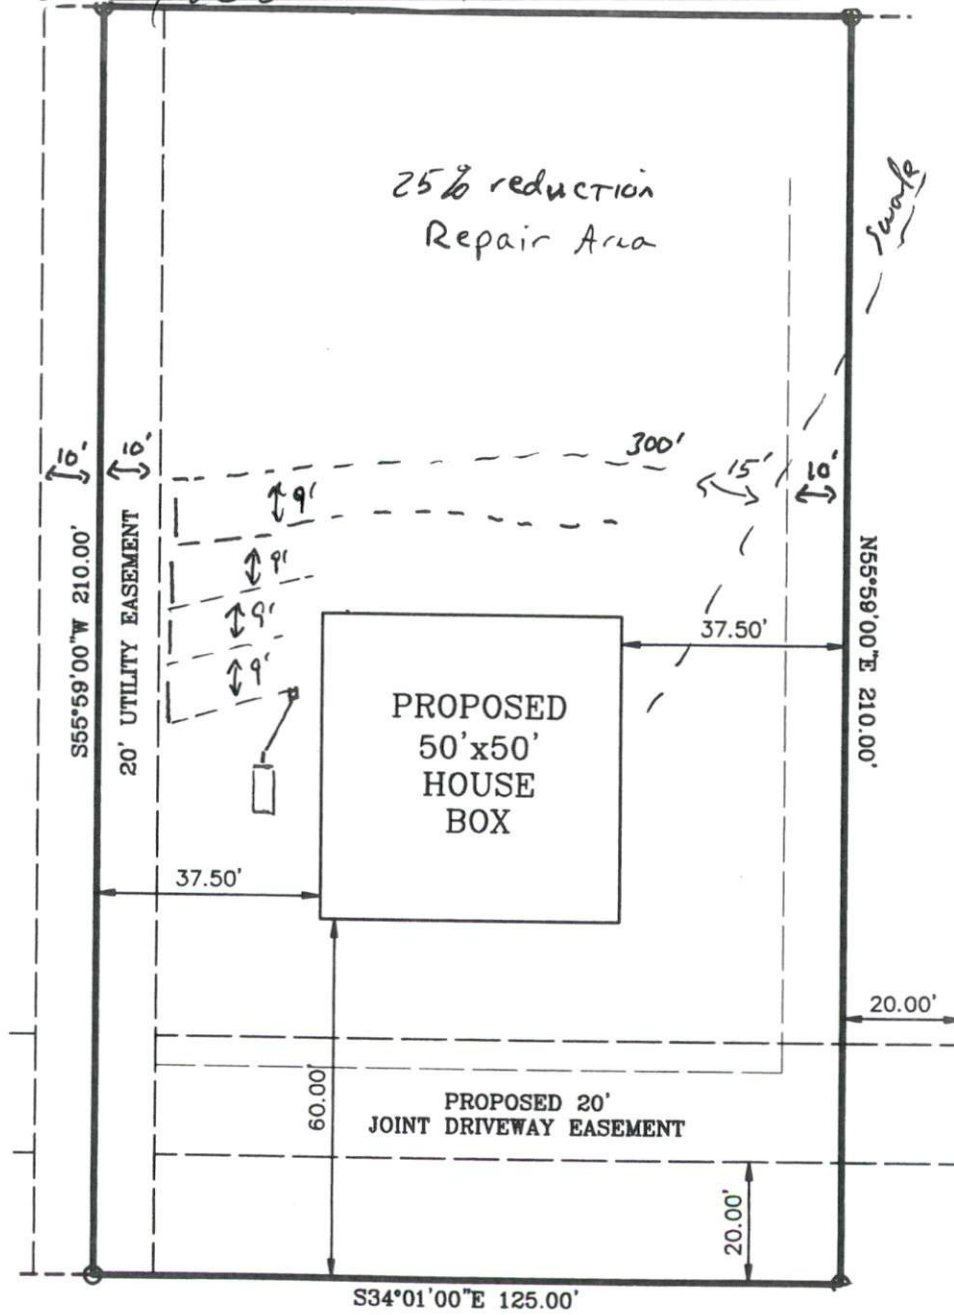 25% reduction
Repair Area
swale
300'
10'
10'
15'
10'
9'
9'
9'
9'
S55°59'00"W 210.00'
20' UTILITY EASEMENT
N55°59'00"E 210.00'
37.50'
PROPOSED
50'x50'
HOUSE
BOX
37.50'
20.00'
60.00'
PROPOSED 20'
JOINT DRIVEWAY EASEMENT
20.00'
S34°01'00"E 125.00'